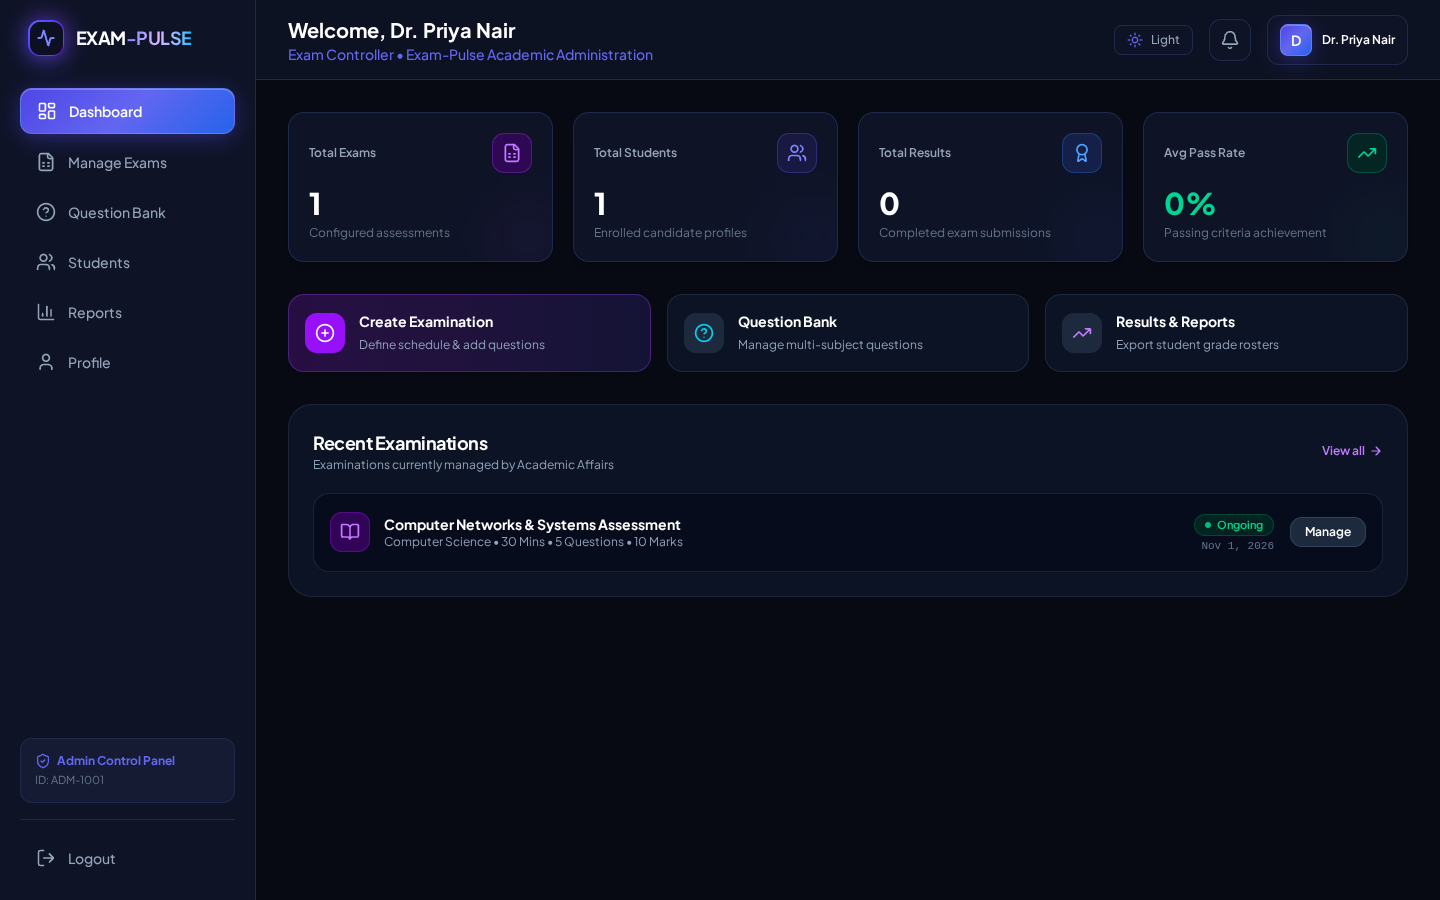 EXAM-PULSE
Dashboard
Manage Exams
Question Bank
Students
Reports
Profile
Admin Control Panel
ID: ADM-1001
Logout
Welcome, Dr. Priya Nair
Exam Controller • Exam-Pulse Academic Administration
Light
D
Dr. Priya Nair
Total Exams
1
Configured assessments
Total Students
1
Enrolled candidate profiles
Total Results
0
Completed exam submissions
Avg Pass Rate
0%
Passing criteria achievement
Create Examination
Define schedule & add questions
Question Bank
Manage multi-subject questions
Results & Reports
Export student grade rosters
Recent Examinations
Examinations currently managed by Academic Affairs
View all →
Computer Networks & Systems Assessment
Computer Science • 30 Mins • 5 Questions • 10 Marks
Ongoing
Nov 1, 2026
Manage